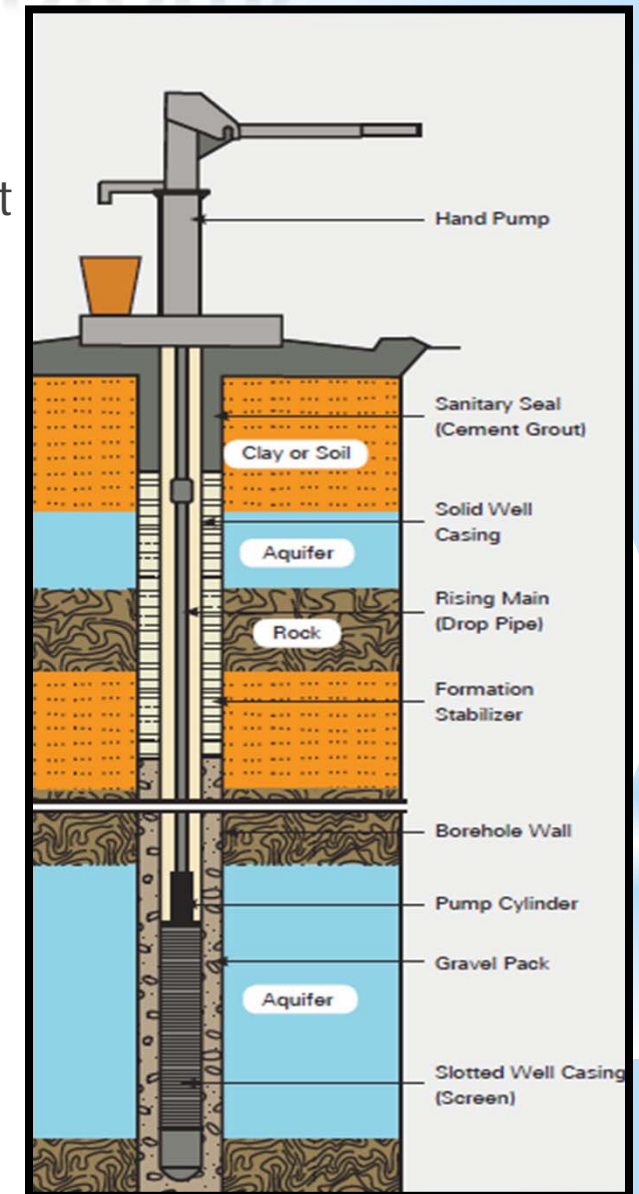 t
Hand Pump
Sanitary Seal
(Cement Grout)
Clay or Soil
Solid Well
Casing
Aquifer
Rising Main
(Drop Pipe)
Rock
Formation
Stabilizer
Borehole Wall
Pump Cylinder
Gravel Pack
Aquifer
Slotted Well Casing
(Screen)